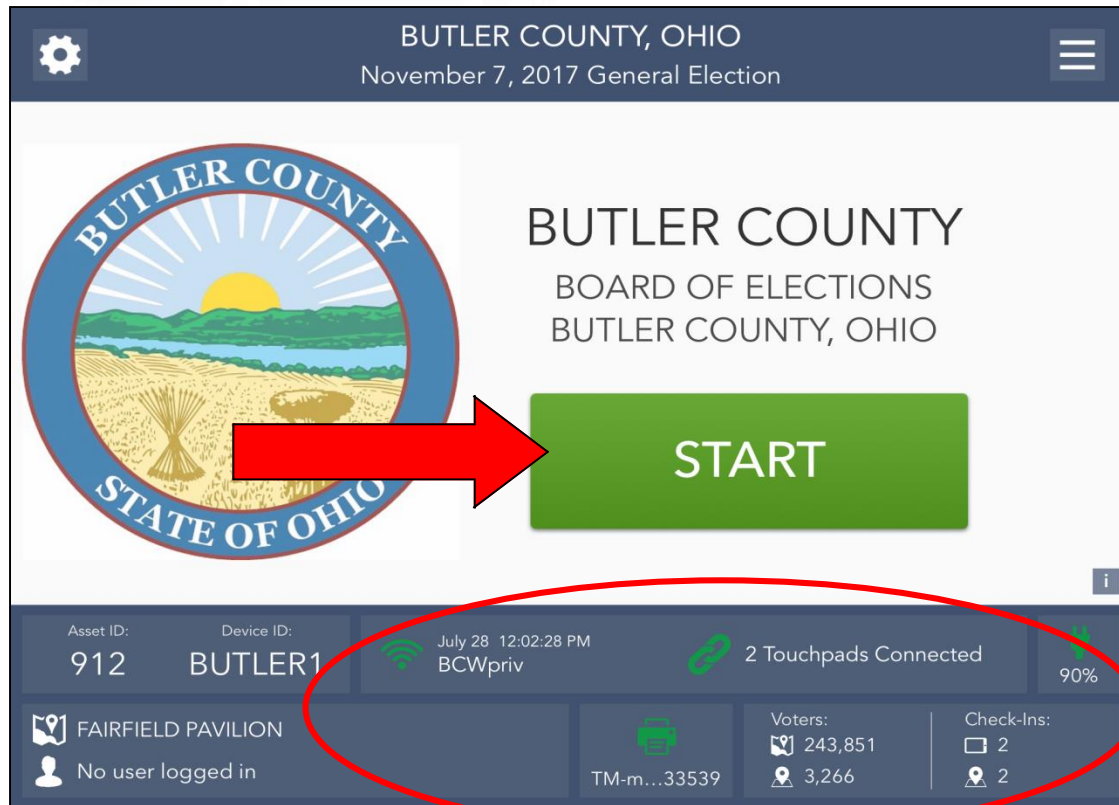 BUTLER COUNTY, OHIO
November 7, 2017 General Election
BUTLER COUNTY
STATE OF OHIO
BUTLER COUNTY
BOARD OF ELECTIONS
BUTLER COUNTY, OHIO
START
i
Asset ID:
912
Device ID:
BUTLER1
July 28 12:02:28 PM
BCWpriv
2 Touchpads Connected
90%
FAIRFIELD PAVILION
No user logged in
TM-m...33539
Voters:
243,851
3,266
Check-Ins:
2
2